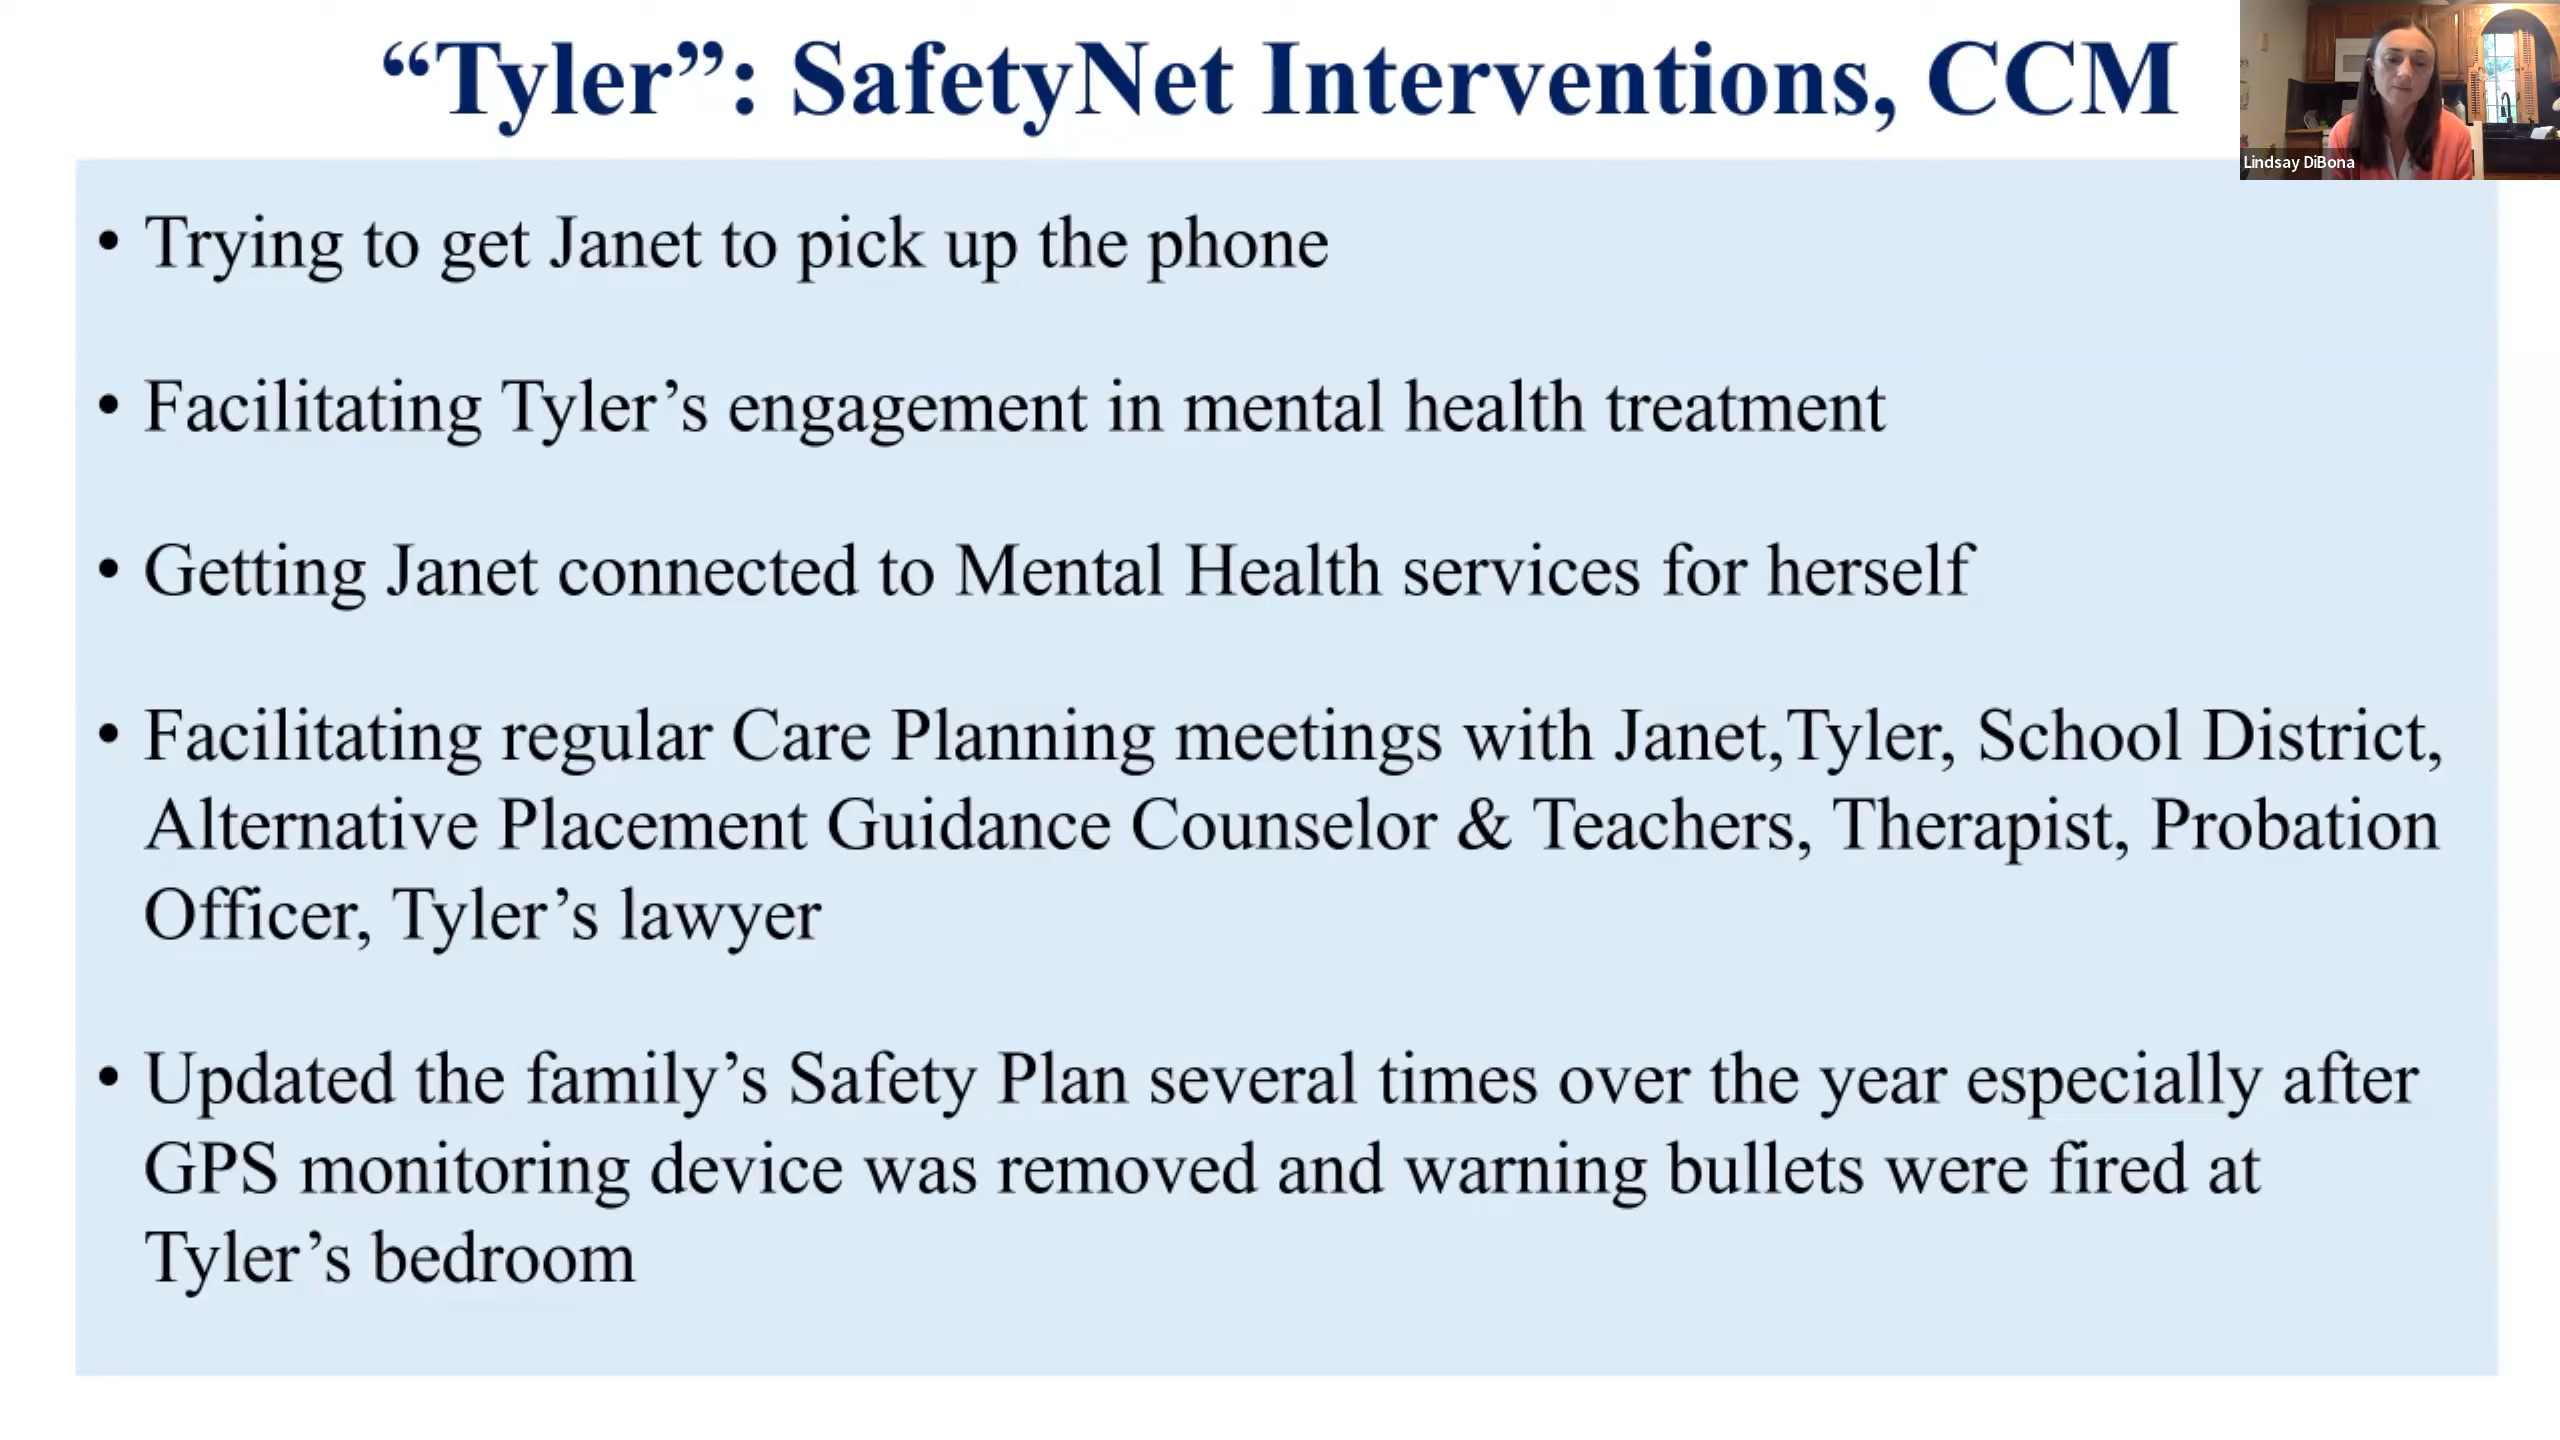 “Tyler”: SafetyNet Interventions, CCM
Lindsay DiBona
• Trying to get Janet to pick up the phone
• Facilitating Tyler’s engagement in mental health treatment
• Getting Janet connected to Mental Health services for herself
• Facilitating regular Care Planning meetings with Janet,Tyler, School District,
Alternative Placement Guidance Counselor & Teachers, Therapist, Probation
Officer, Tyler’s lawyer
• Updated the family’s Safety Plan several times over the year especially after
GPS monitoring device was removed and warning bullets were fired at
Tyler’s bedroom